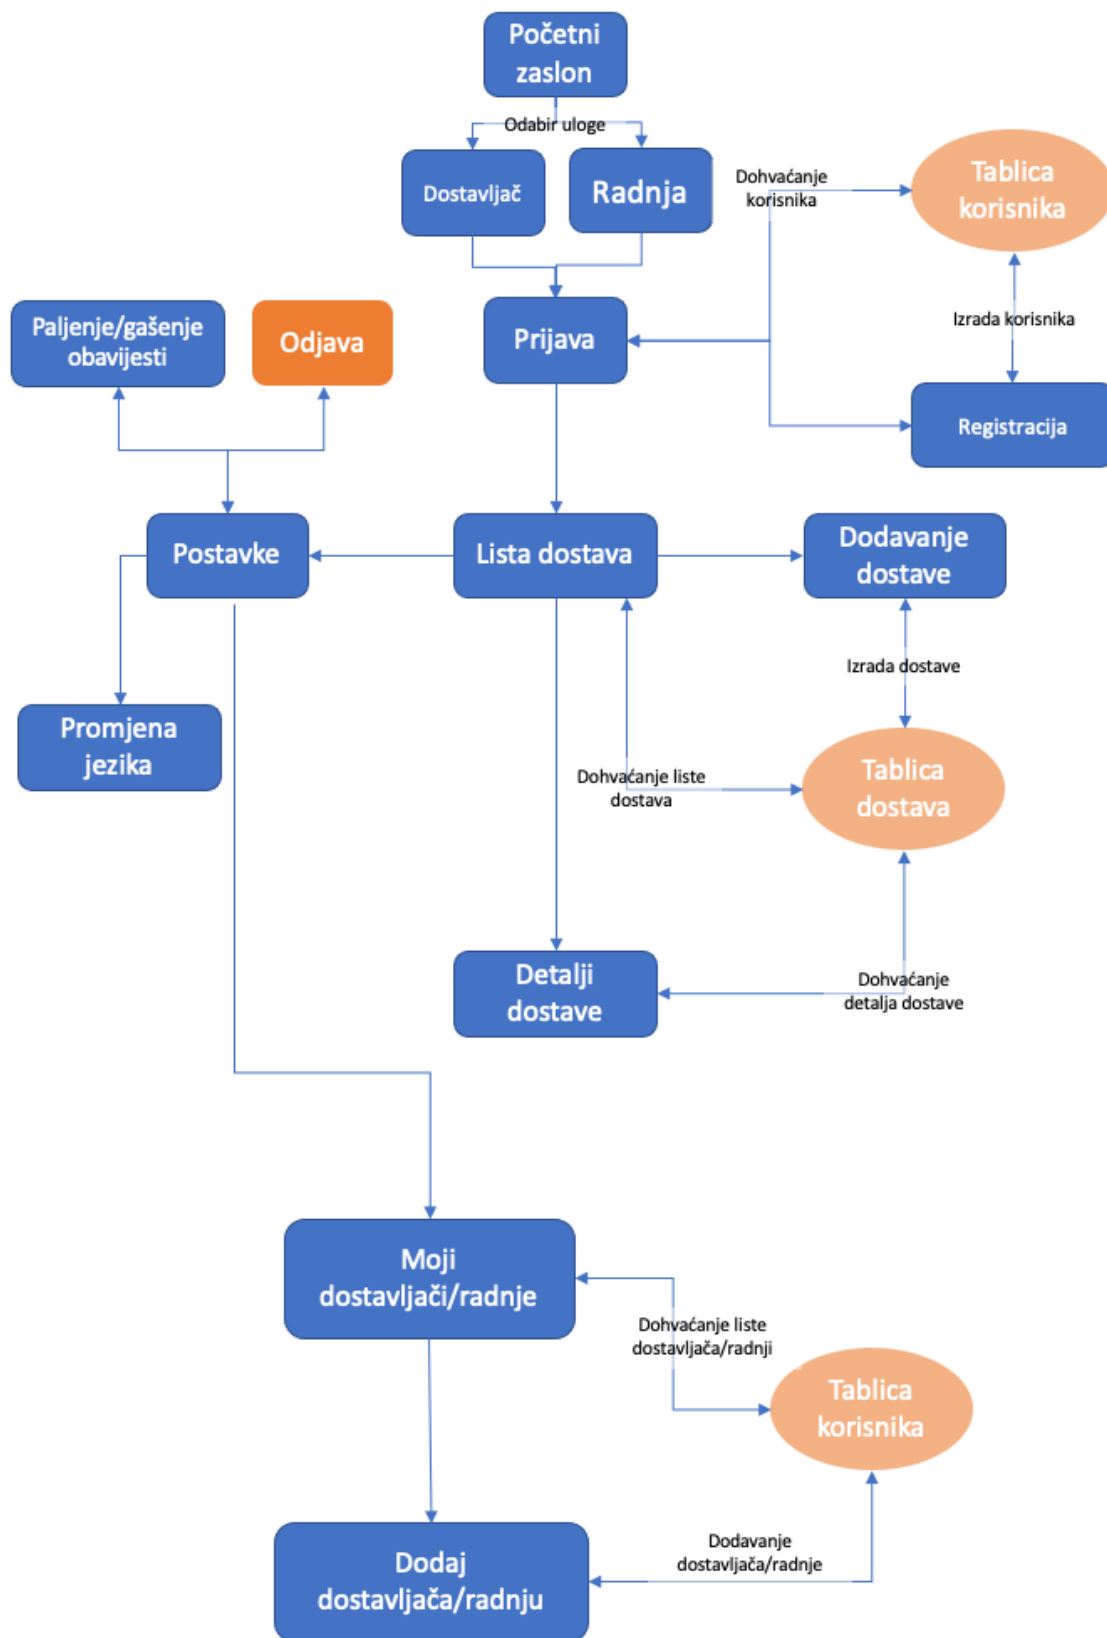 Početni
zaslon
Odabir uloge
Dostavljač
Radnja
Dohvaćanje
korisnika
Tablica
korisnika
Izrada korisnika
Paljenje/gašenje
obavijesti
Odjava
Prijava
Registracija
Postavke
Lista dostava
Dodavanje
dostave
Izrada dostave
Promjena
jezika
Dohvaćanje liste
dostava
Tablica
dostava
Detalji
dostave
Dohvaćanje
detalja dostave
Moji
dostavljači/radnje
Dohvaćanje liste
dostavljača/radnji
Tablica
korisnika
Dodavanje
dostavljača/radnje
Dodaj
dostavljača/radnju